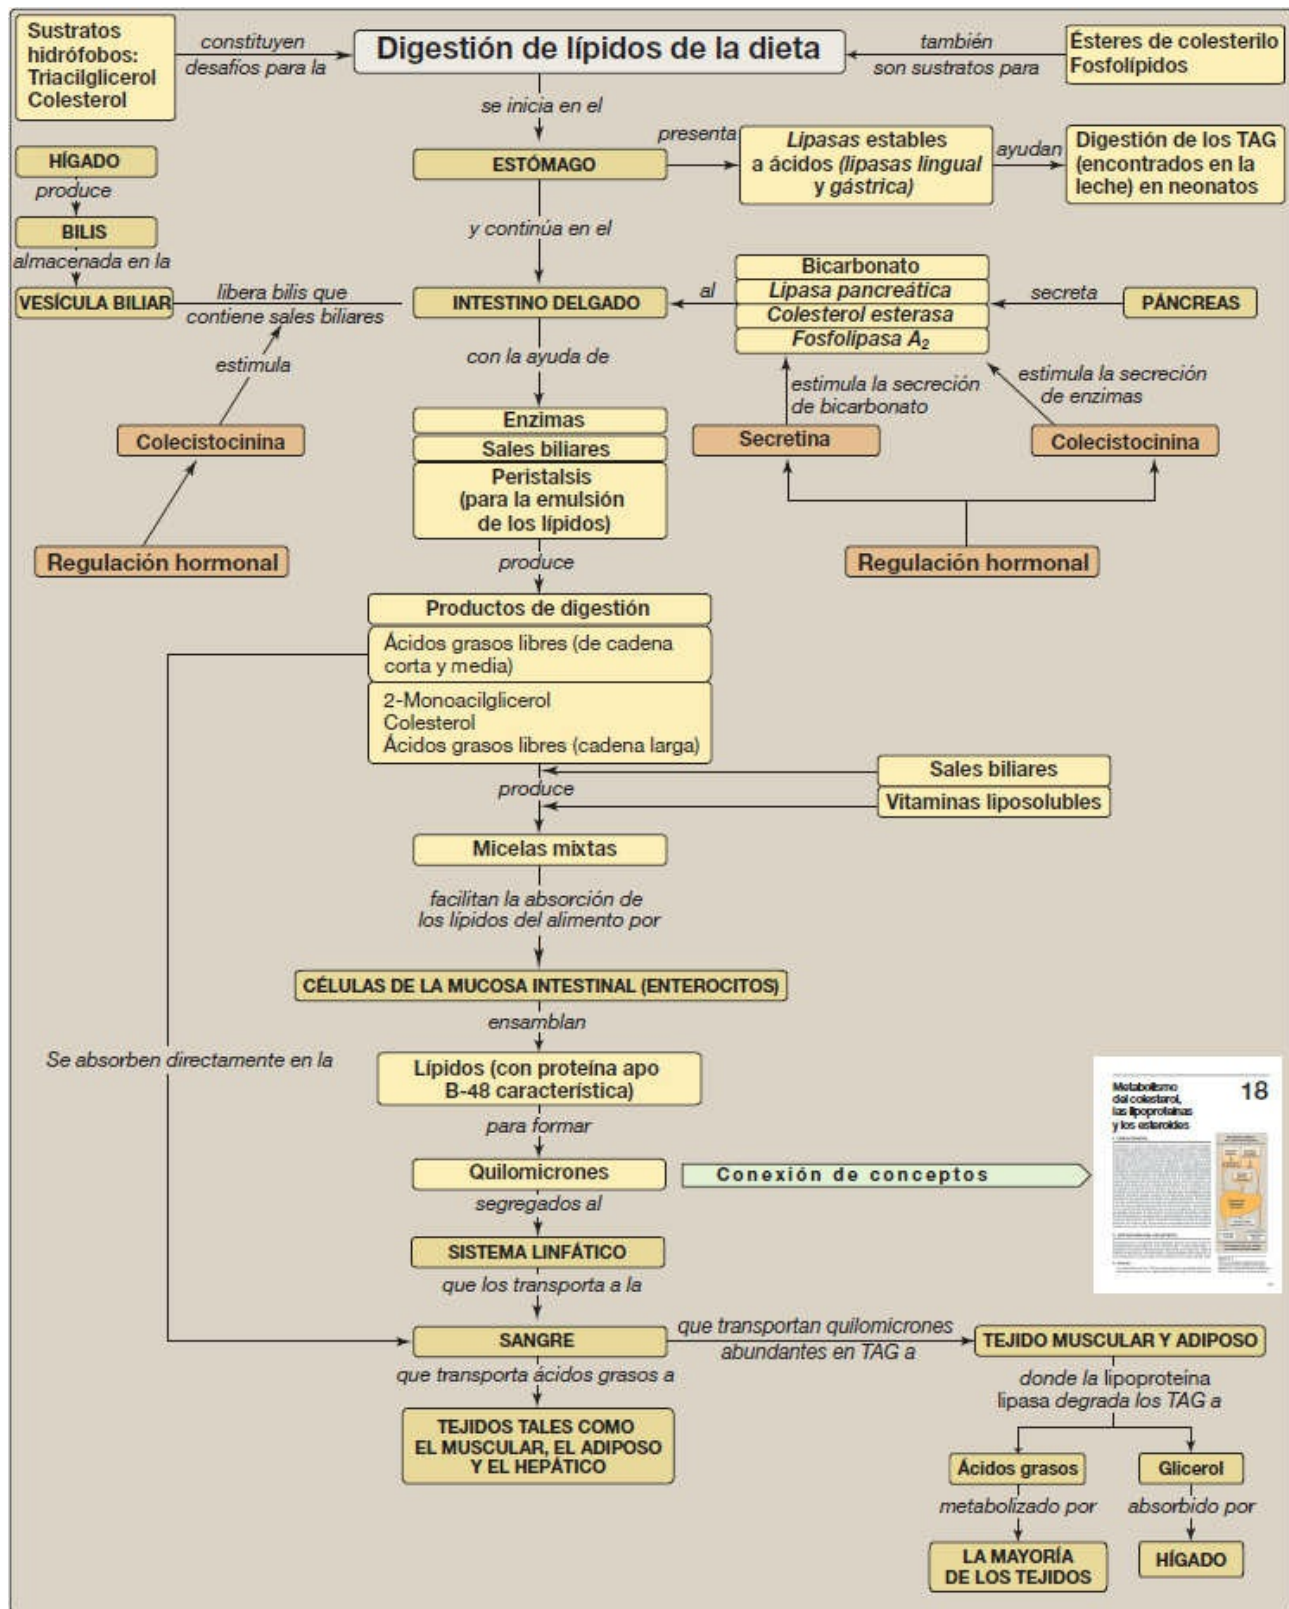 Sustratos
hidrófobos:
Triacilglicerol
Colesterol
constituyen
desafíos para la
Digestión de lípidos de la dieta
también
son sustratos para
Ésteres de colesterilo
Fosfolípidos
se inicia en el
HÍGADO
produce
BILIS
almacenada en la
VESÍCULA BILIAR
libera bilis que
contiene sales biliares
estimula
Colecistocinina
Regulación hormonal
ESTÓMAGO
presenta
Lipasas estables
a ácidos (lipasas lingual
y gástrica)
ayudan
Digestión de los TAG
(encontrados en la
leche) en neonatos
y continúa en el
INTESTINO DELGADO
al
Bicarbonato
Lipasa pancreática
Colesterol esterasa
Fosfolipasa A2
secreta
PÁNCREAS
estimula la secreción
de bicarbonato
estimula la secreción
de enzimas
Secretina
Colecistocinina
Regulación hormonal
con la ayuda de
Enzimas
Sales biliares
Peristalsis
(para la emulsión
de los lípidos)
produce
Productos de digestión
Ácidos grasos libres (de cadena
corta y media)
2-Monoacilglicerol
Colesterol
Ácidos grasos libres (cadena larga)
produce
Sales biliares
Vitaminas liposolubles
Micelas mixtas
facilitan la absorción de
los lípidos del alimento por
CÉLULAS DE LA MUCOSA INTESTINAL (ENTEROCITOS)
ensamblan
Se absorben directamente en la
Lípidos (con proteína apo
B-48 característica)
para formar
Quilomicrones
Conexión de conceptos
Metabolismo
del colesterol,
las lipoproteínas
y los esteroides
18
segregados al
SISTEMA LINFÁTICO
que los transporta a la
SANGRE
que transportan quilomicrones
abundantes en TAG a
TEJIDO MUSCULAR Y ADIPOSO
que transporta ácidos grasos a
TEJIDOS TALES COMO
EL MUSCULAR, EL ADIPOSO
Y EL HEPÁTICO
donde la lipoproteína
lipasa degrada los TAG a
Ácidos grasos
Glicerol
metabolizado por
absorbido por
LA MAYORÍA
DE LOS TEJIDOS
HÍGADO